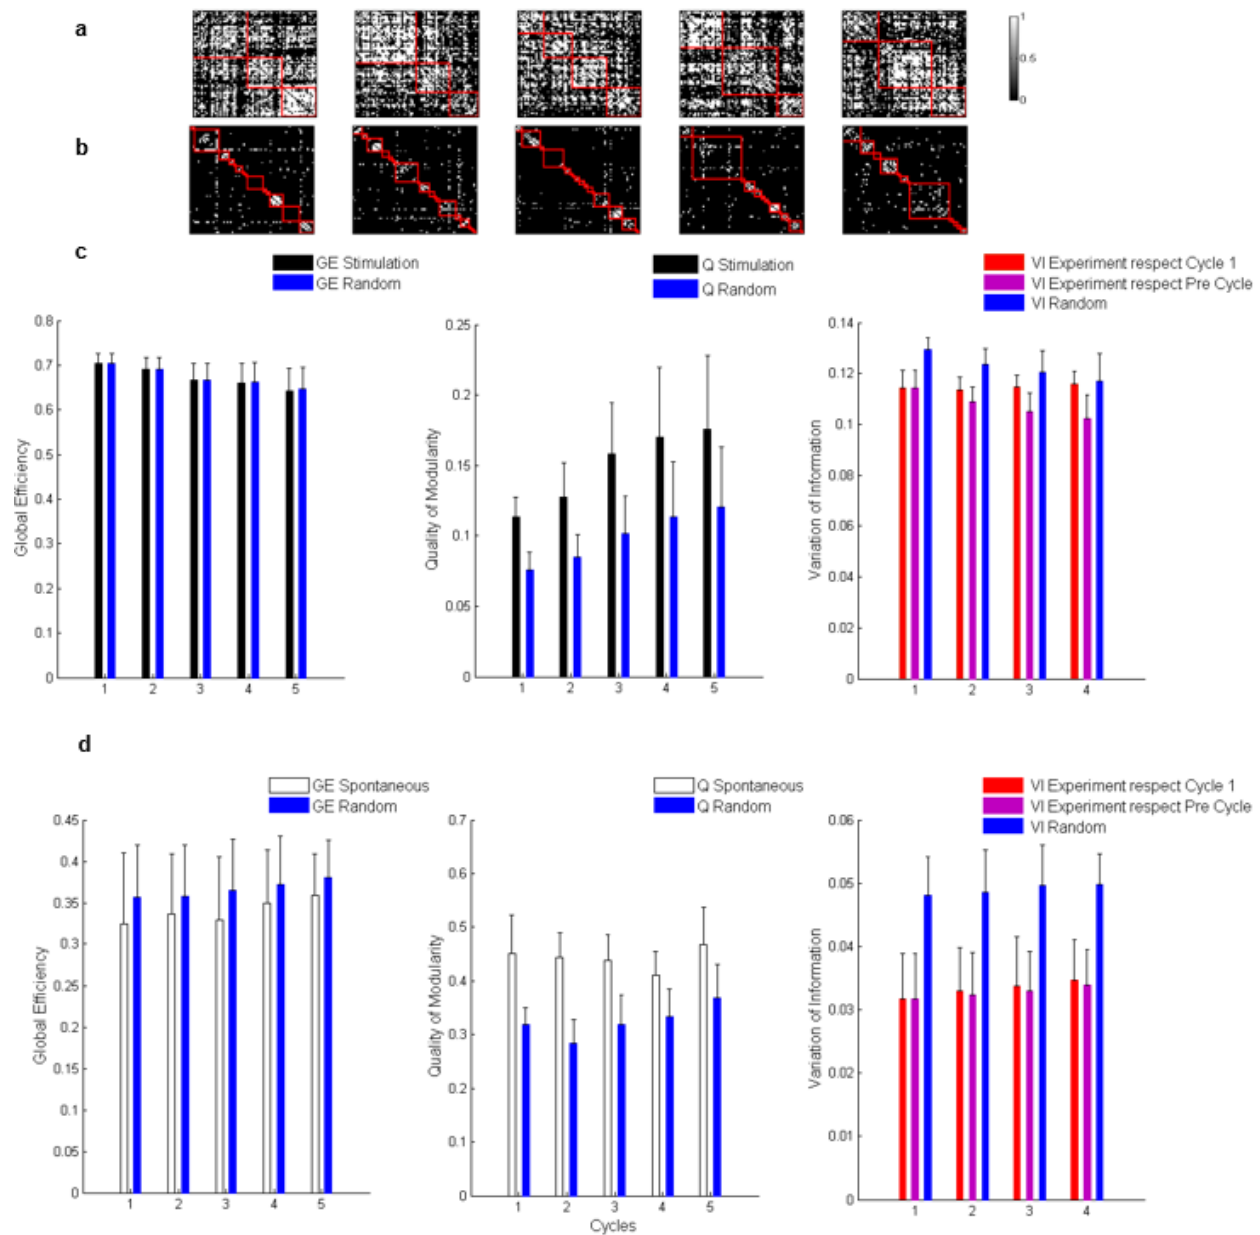 a
1
0.5
0
b
c
GE Stimulation
GE Random
Q Stimulation
Q Random
VI Experiment respect Cycle 1
VI Experiment respect Pre Cycle
VI Random
0.8
0.7
0.6
0.5
0.4
0.3
0.2
0.1
0
Global Efficiency
1 2 3 4 5
0.25
0.2
0.15
0.1
0.05
0
Quality of Modularity
1 2 3 4 5
0.14
0.12
0.1
0.08
0.06
0.04
0.02
0
Variation of Information
1 2 3 4
d
GE Spontaneous
GE Random
Q Spontaneous
Q Random
VI Experiment respect Cycle 1
VI Experiment respect Pre Cycle
VI Random
0.45
0.4
0.35
0.3
0.25
0.2
0.15
0.1
0.05
0
Global Efficiency
1 2 3 4 5
0.7
0.6
0.5
0.4
0.3
0.2
0.1
0
Quality of Modularity
1 2 3 4 5
Cycles
0.06
0.05
0.04
0.03
0.02
0.01
0
Variation of Information
1 2 3 4